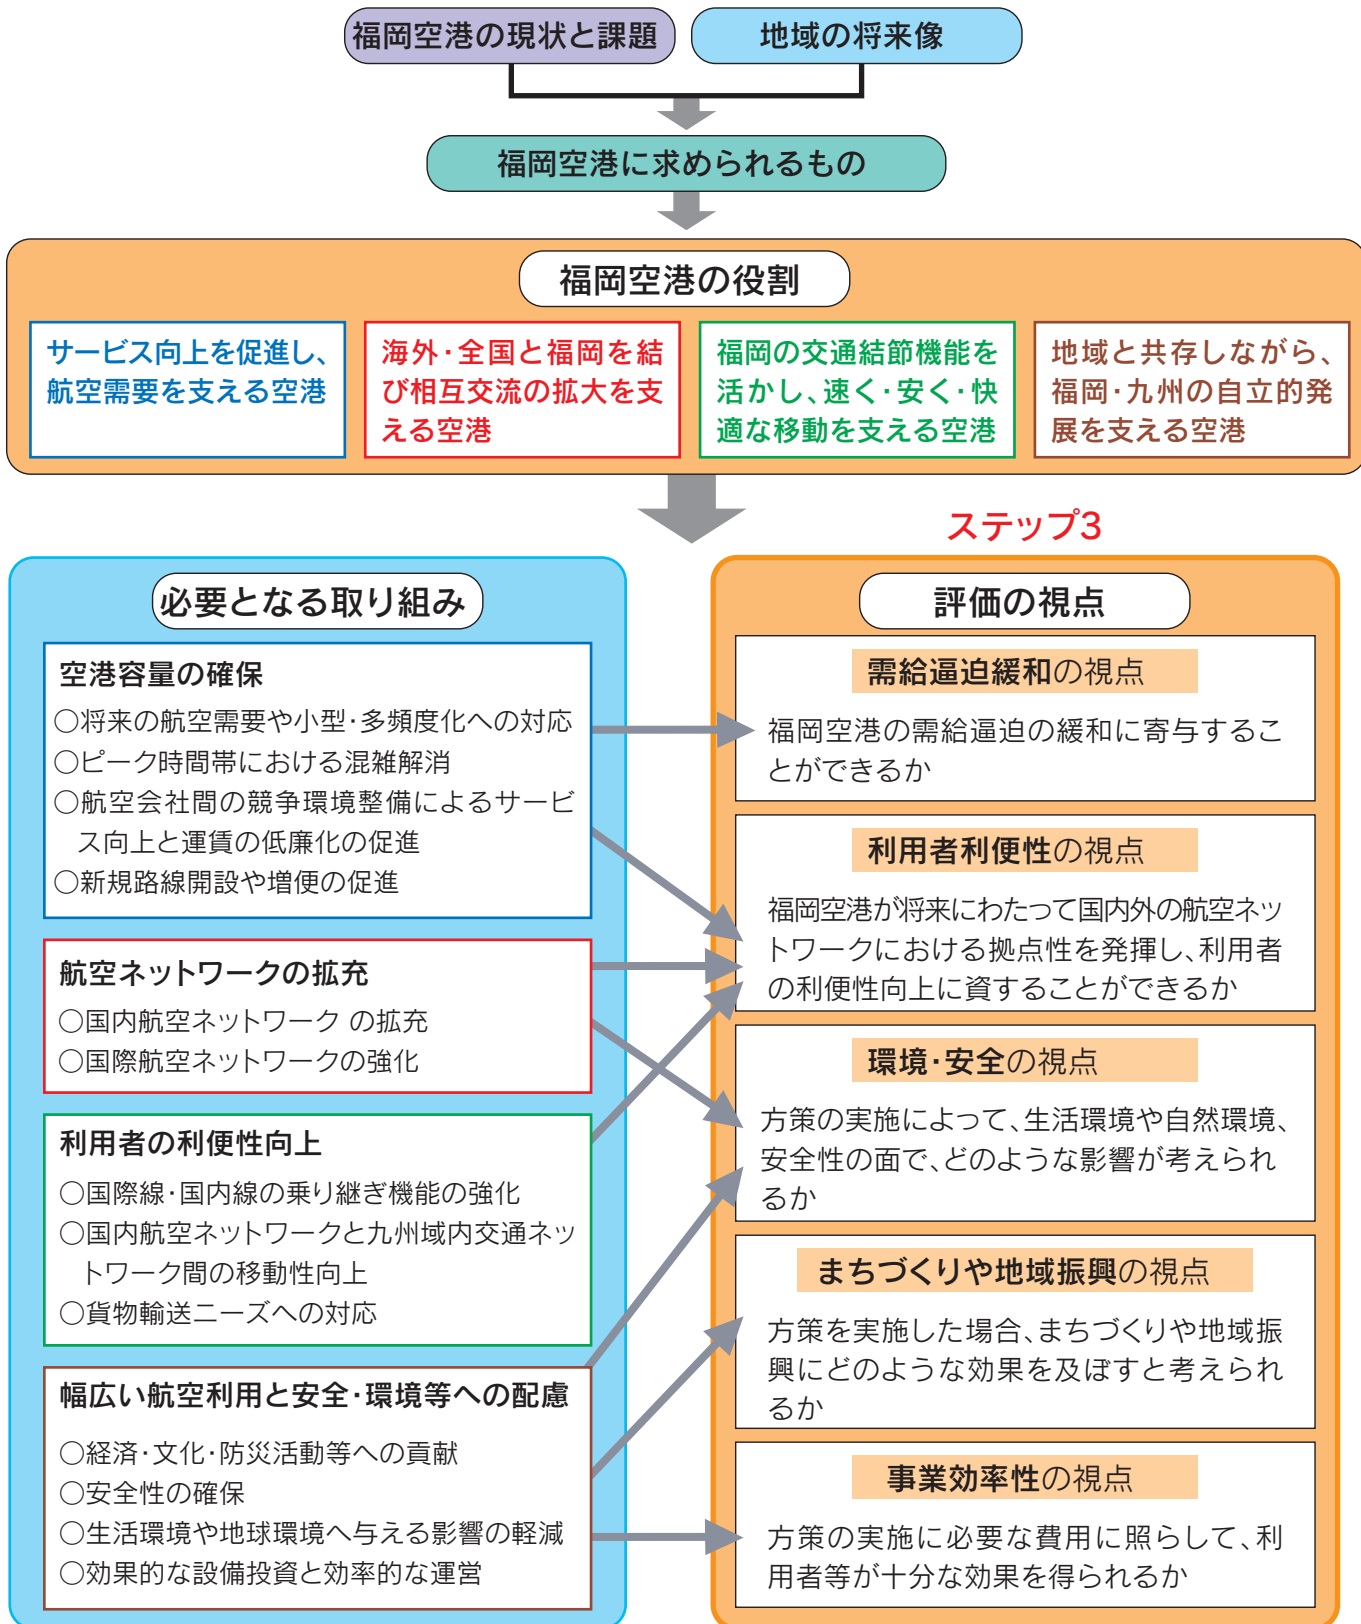 福岡空港の現状と課題
地域の将来像
福岡空港に求められるもの
福岡空港の役割
サービス向上を促進し、
航空需要を支える空港
海外・全国と福岡を結
び相互交流の拡大を支
える空港
福岡の交通結節機能を
活かし、速く・安く・快
適な移動を支える空港
地域と共存しながら、
福岡・九州の自立的発
展を支える空港
ステップ3
必要となる取り組み
空港容量の確保
○将来の航空需要や小型・多頻度化への対応
○ピーク時間帯における混雑解消
○航空会社間の競争環境整備によるサービ
ス向上と運賃の低廉化の促進
○新規路線開設や増便の促進
航空ネットワークの拡充
○国内航空ネットワーク の拡充
○国際航空ネットワークの強化
利用者の利便性向上
○国際線・国内線の乗り継ぎ機能の強化
○国内航空ネットワークと九州域内交通ネッ
トワーク間の移動性向上
○貨物輸送ニーズへの対応
幅広い航空利用と安全・環境等への配慮
○経済・文化・防災活動等への貢献
○安全性の確保
○生活環境や地球環境へ与える影響の軽減
○効果的な設備投資と効率的な運営
評価の視点
需給逼迫緩和の視点
福岡空港の需給逼迫の緩和に寄与するこ
とができるか
利用者利便性の視点
福岡空港が将来にわたって国内外の航空ネッ
トワークにおける拠点性を発揮し、利用者
の利便性向上に資することができるか
環境・安全の視点
方策の実施によって、生活環境や自然環境、
安全性の面で、どのような影響が考えられ
るか
まちづくりや地域振興の視点
方策を実施した場合、まちづくりや地域振
興にどのような効果を及ぼすと考えられ
るか
事業効率性の視点
方策の実施に必要な費用に照らして、利
用者等が十分な効果を得られるか